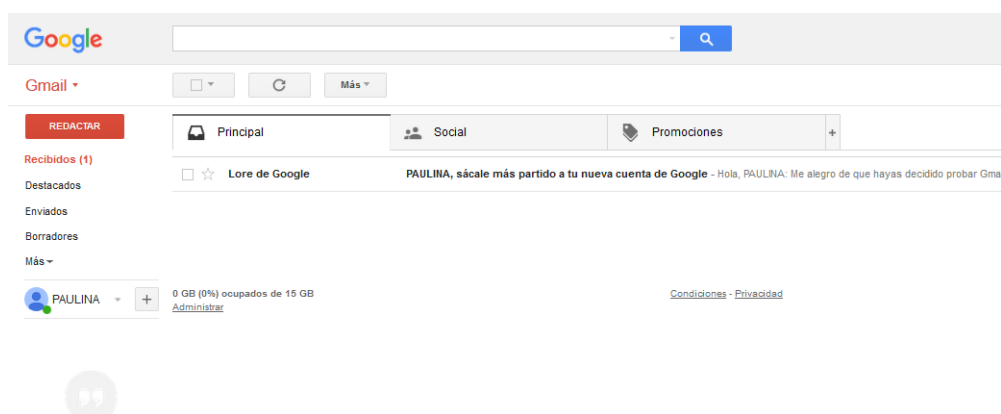 Google
Gmail
Más
REDACTAR
Principal
Social
Promociones
+
Recibidos (1)
Lore de Google
PAULINA, sácale más partido a tu nueva cuenta de Google - Hola, PAULINA: Me alegro de que hayas decidido probar Gma
Destacados
Enviados
Borradores
Más
PAULINA
+
0 GB (0%) ocupados de 15 GB
Administrar
Condiciones - Privacidad